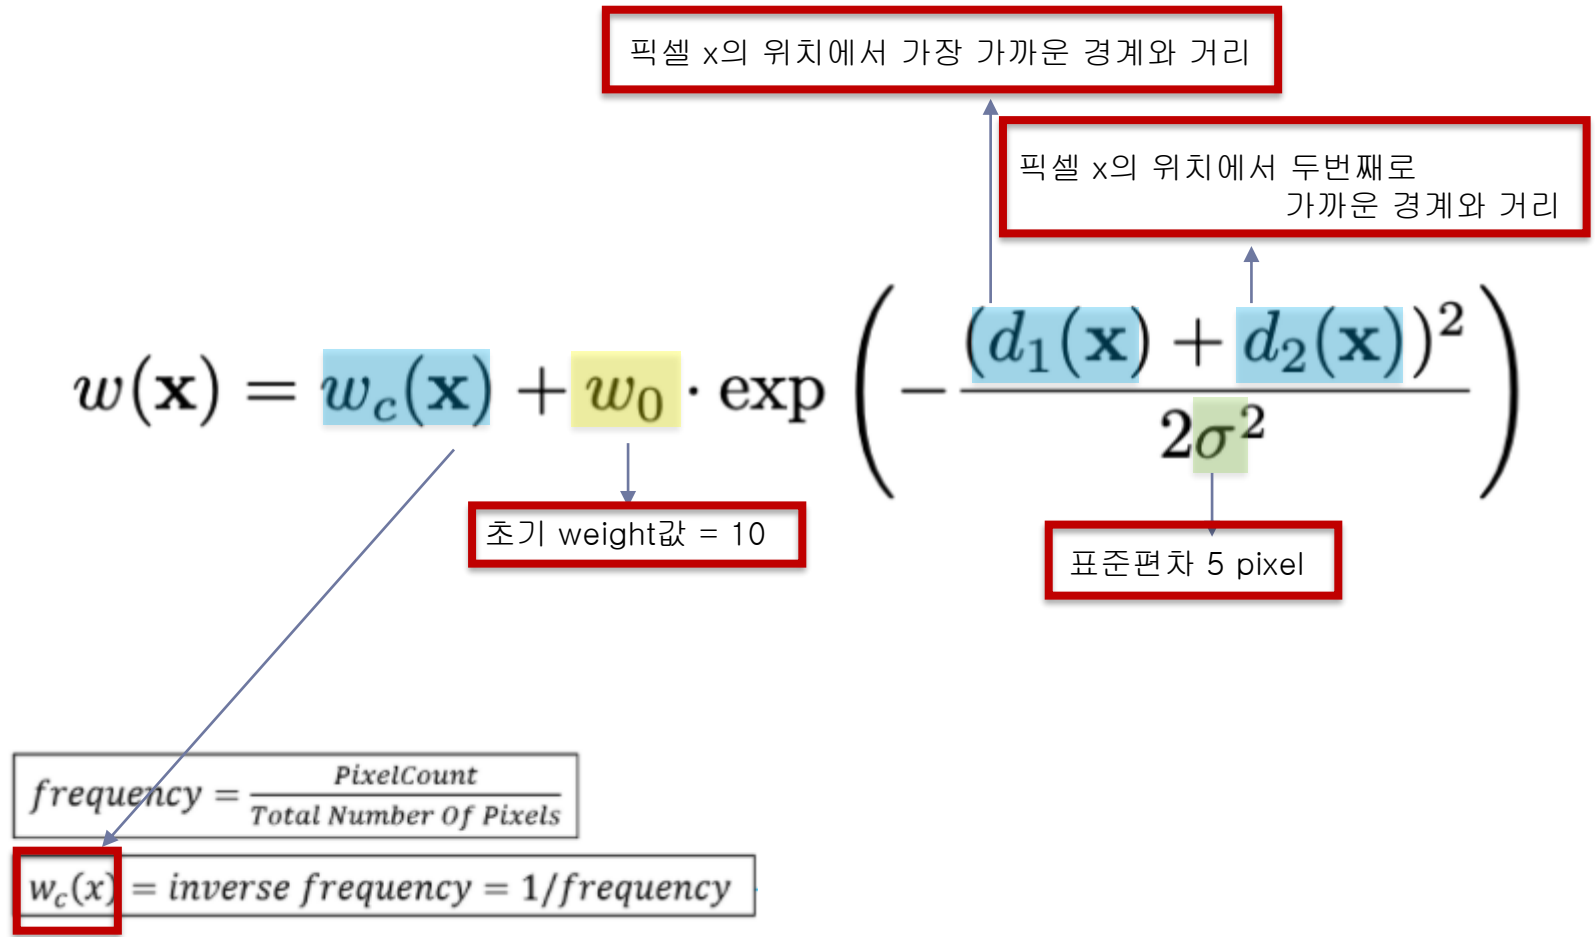 픽셀 x의 위치에서 가장 가까운 경계와 거리
픽셀 x의 위치에서 두번째로
가까운 경계와 거리
w(x) = w_c(x) + w_0 · exp ( − (d_1(x) + d_2(x))^2 / 2σ^2 )
초기 weight값 = 10
표준편차 5 pixel
frequency = PixelCount / Total Number Of Pixels
w_c(x) = inverse frequency = 1/frequency